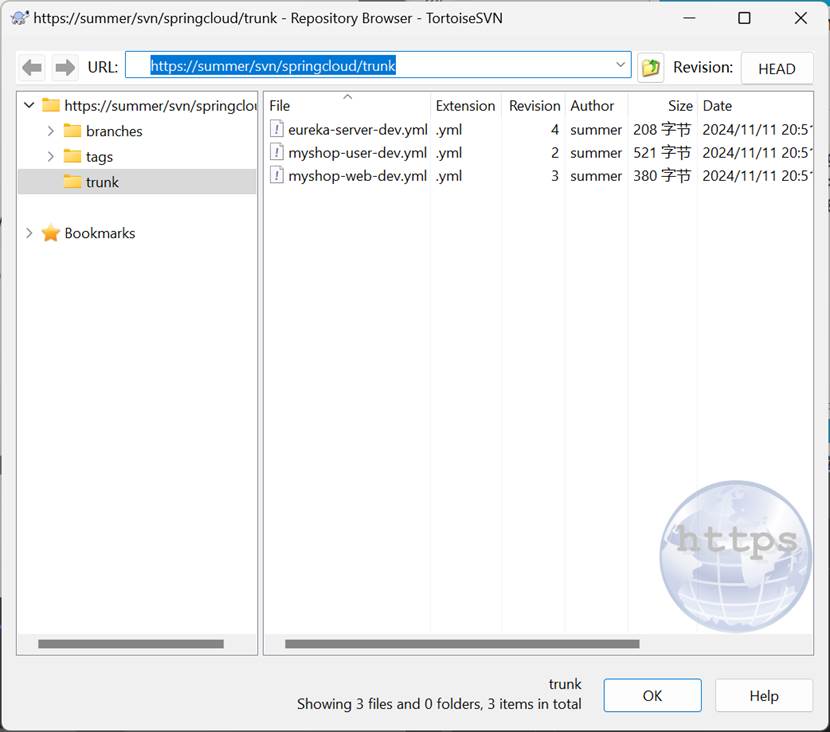 https://summer/svn/springcloud/trunk - Repository Browser - TortoiseSVN
URL: https://summer/svn/springcloud/trunk Revision: HEAD
https://summer/svn/springclou
branches
tags
trunk
Bookmarks
File Extension Revision Author Size Date
eureka-server-dev.yml .yml 4 summer 208 字节 2024/11/11 20:51
myshop-user-dev.yml .yml 2 summer 521 字节 2024/11/11 20:51
myshop-web-dev.yml .yml 3 summer 380 字节 2024/11/11 20:51
https
trunk
Showing 3 files and 0 folders, 3 items in total
OK Help